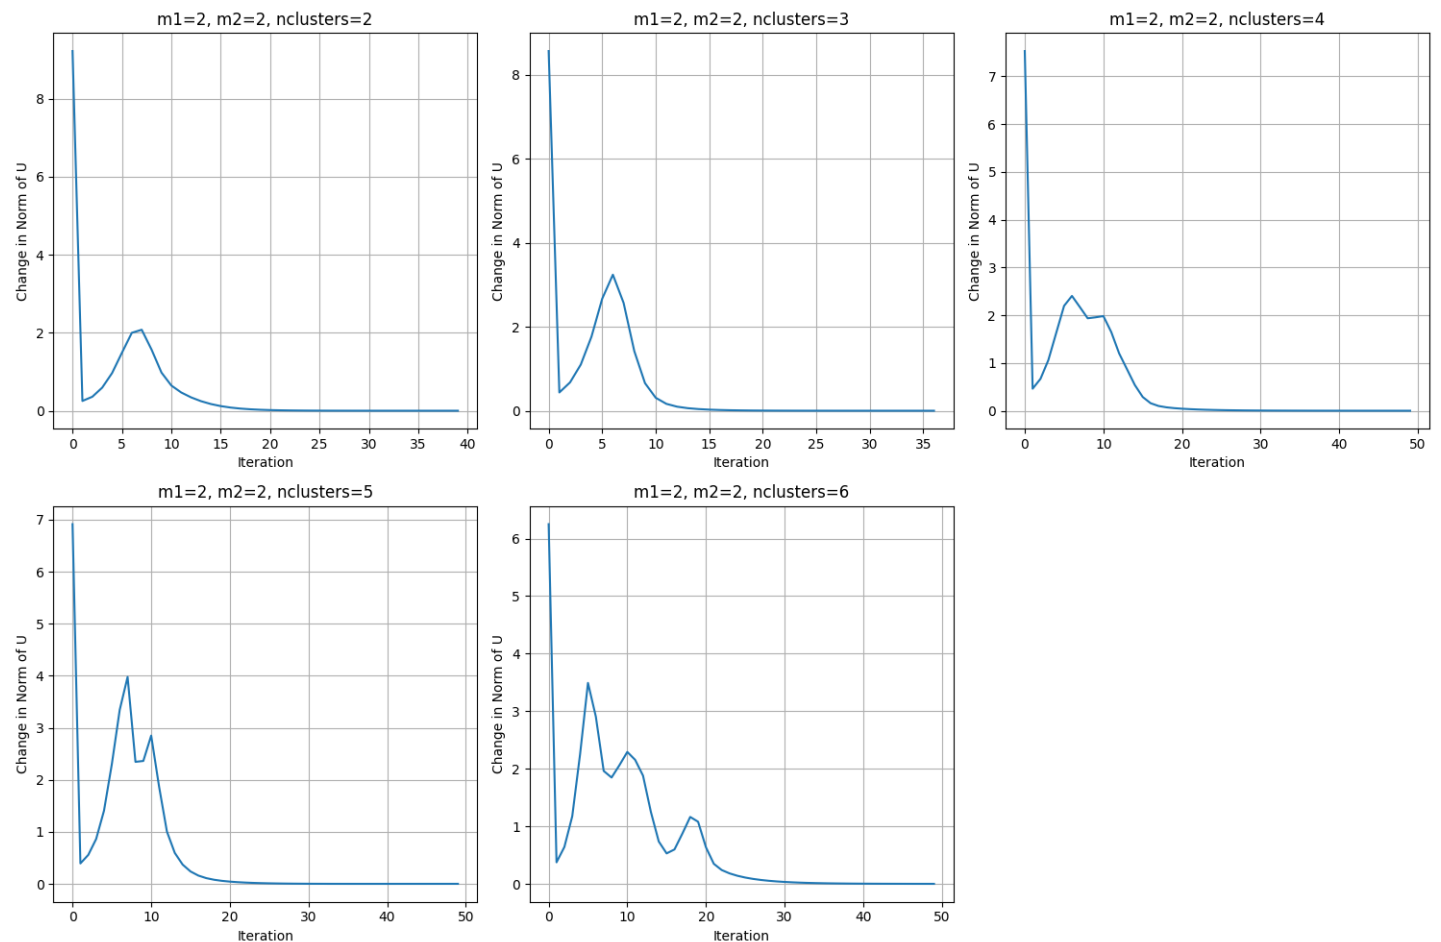 m1=2, m2=2, nclusters=2
Change in Norm of U
8
6
4
2
0
0 5 10 15 20 25 30 35 40
Iteration
m1=2, m2=2, nclusters=3
Change in Norm of U
8
6
4
2
0
0 5 10 15 20 25 30 35
Iteration
m1=2, m2=2, nclusters=4
Change in Norm of U
7
6
5
4
3
2
1
0
0 10 20 30 40 50
Iteration
m1=2, m2=2, nclusters=5
Change in Norm of U
7
6
5
4
3
2
1
0
0 10 20 30 40 50
Iteration
m1=2, m2=2, nclusters=6
Change in Norm of U
6
5
4
3
2
1
0
0 10 20 30 40 50
Iteration